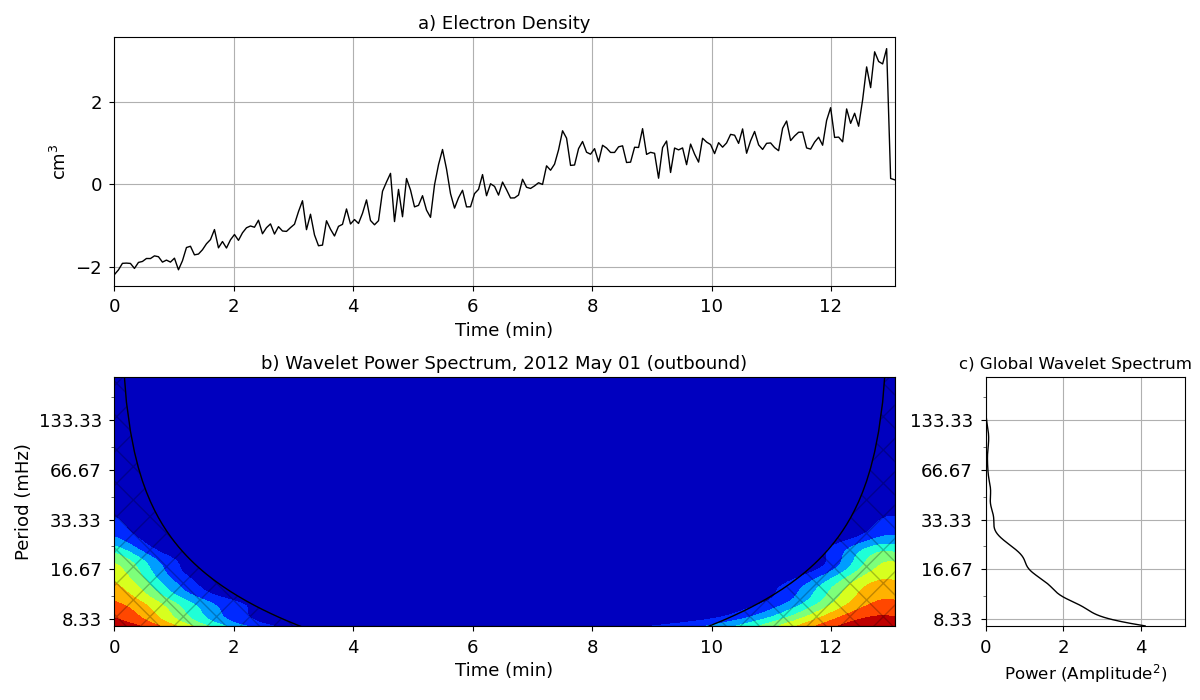 a) Electron Density
cm³
2
0
−2
0 2 4 6 8 10 12
Time (min)
b) Wavelet Power Spectrum, 2012 May 01 (outbound)
Period (mHz)
133.33
66.67
33.33
16.67
8.33
0 2 4 6 8 10 12
Time (min)
c) Global Wavelet Spectrum
133.33
66.67
33.33
16.67
8.33
0 2 4
Power (Amplitude²)